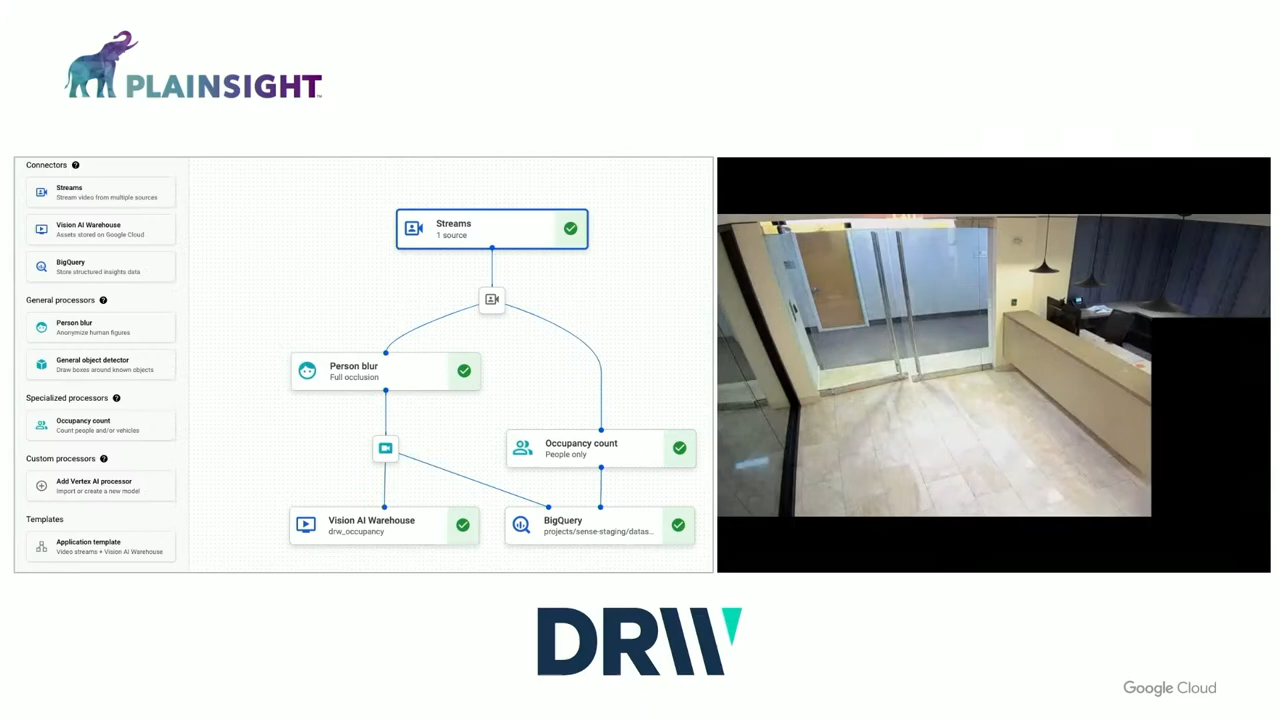 PLAINSIGHT
Connectors
Streams
Stream video from multiple sources
Vision AI Warehouse
Assets stored on Google Cloud
BigQuery
Store structured insights data
General processors
Person blur
Anonymize human figures
General object detector
Draw boxes around known objects
Specialized processors
Occupancy count
Count people and/or vehicles
Custom processors
Add Vertex AI processor
Import or create a new model
Templates
Application template
Video streams + Vision AI Warehouse
Streams
1 source
Person blur
Full occlusion
Occupancy count
People only
Vision AI Warehouse
drw_occupancy
BigQuery
projects/sense-staging/datas...
DRW
Google Cloud